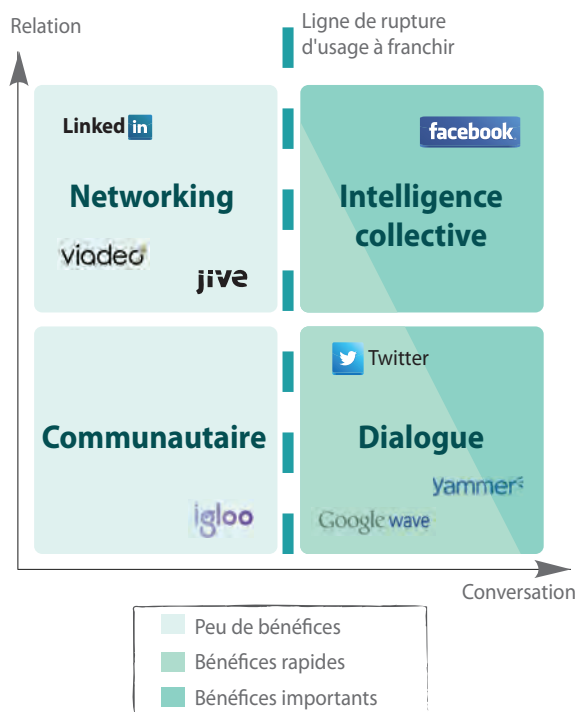 Relation
Ligne de rupture
d'usage à franchir
Linked in
facebook
Networking
Intelligence
collective
viadeo
jive
Twitter
Communautaire
Dialogue
yammer
igloo
Google wave
Conversation
Peu de bénéfices
Bénéfices rapides
Bénéfices importants